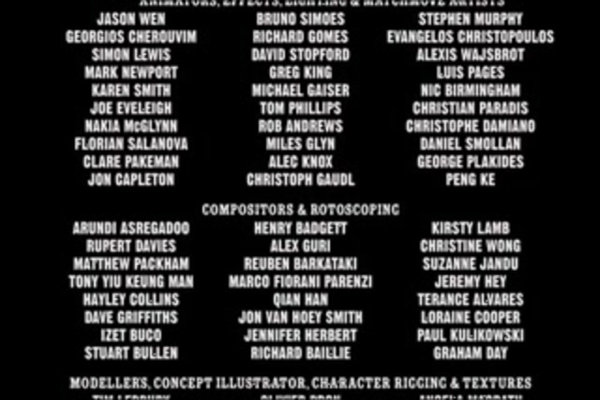 ANIMATORS, EFFECTS, LIGHTING & MATCHMOVE ARTISTS
JASON WEN BRUNO SIMOES STEPHEN MURPHY
GEORGIOS CHEROUVIM RICHARD GOMES EVANGELOS CHRISTOPOULOS
SIMON LEWIS DAVID STOPFORD ALEXIS WAJSBROT
MARK NEWPORT GREG KING LUIS PAGES
KAREN SMITH MICHAEL GAISER NIC BIRMINGHAM
JOE EVELEIGH TOM PHILLIPS CHRISTIAN PARADIS
NAKIA McGLYNN ROB ANDREWS CHRISTOPHE DAMIANO
FLORIAN SALANOVA MILES GLYN DANIEL SMOLLAN
CLARE PAKEMAN ALEC KNOX GEORGE PLAKIDES
JON CAPLETON CHRISTOPH GAUDL PENG KE
COMPOSITORS & ROTOSCOPING
ARUNDI ASREGADOO HENRY BADGETT KIRSTY LAMB
RUPERT DAVIES ALEX GURI CHRISTINE WONG
MATTHEW PACKHAM REUBEN BARKATAKI SUZANNE JANDU
TONY YIU KEUNG MAN MARCO FIORANI PARENZI JEREMY HEY
HAYLEY COLLINS QIAN HAN TERANCE ALVARES
DAVE GRIFFITHS JON VAN HOEY SMITH LORAINE COOPER
IZET BUCO JENNIFER HERBERT PAUL KULIKOWSKI
STUART BULLEN RICHARD BAILLIE GRAHAM DAY
MODELLERS, CONCEPT ILLUSTRATOR, CHARACTER RIGGING & TEXTURES